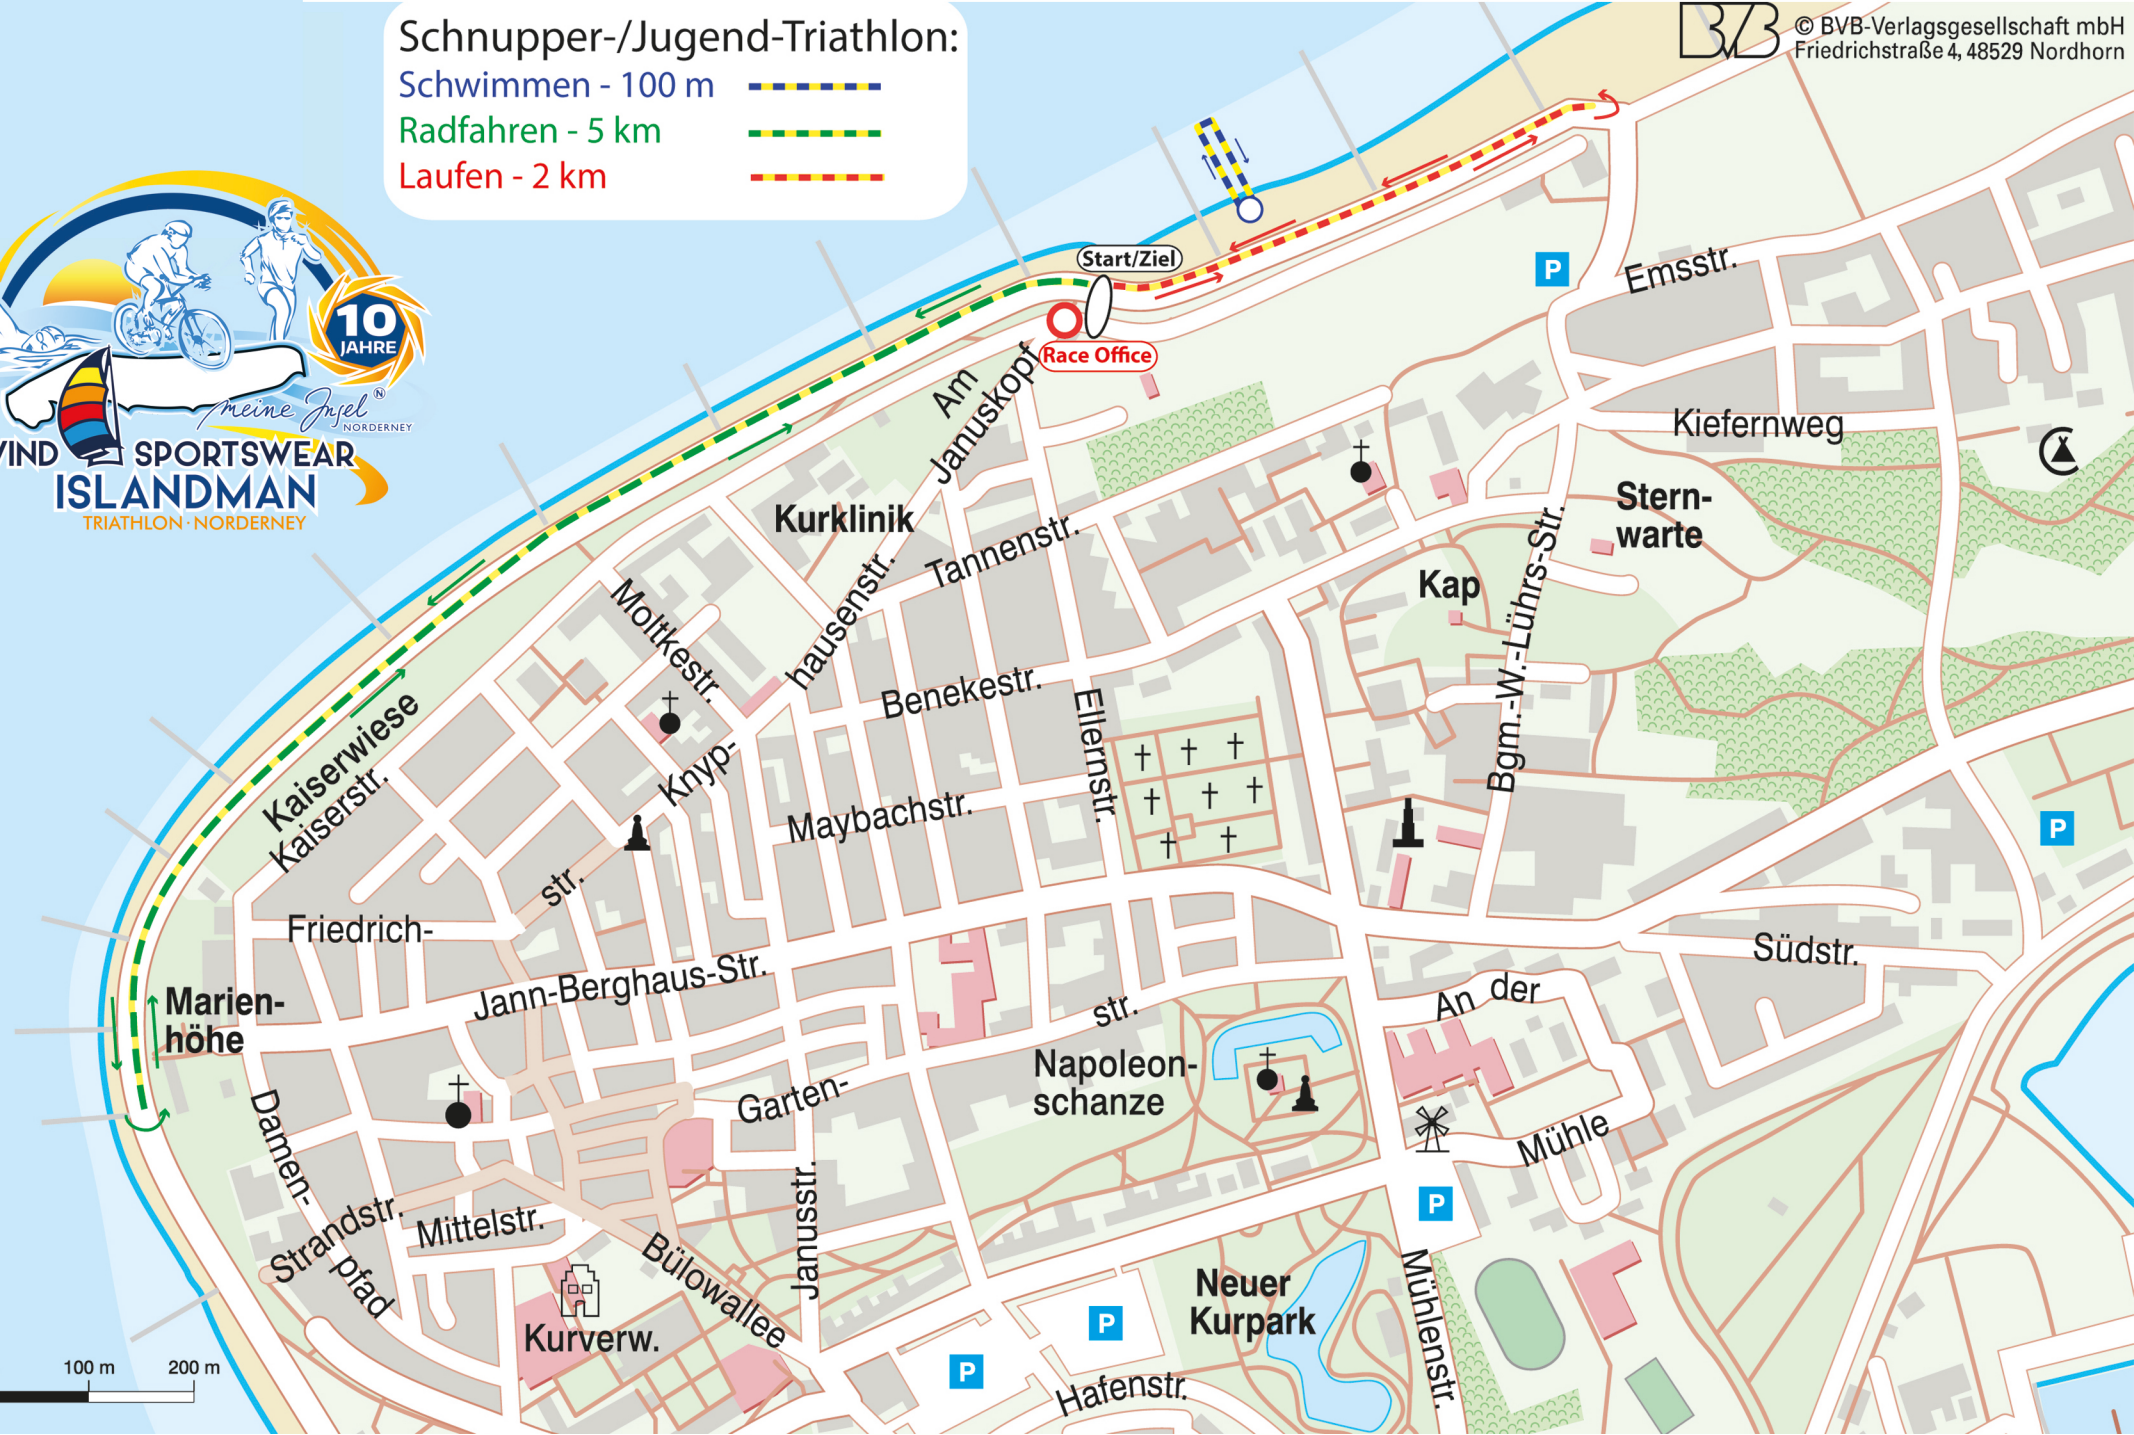 Schnupper-/Jugend-Triathlon:
Schwimmen - 100 m
Radfahren - 5 km
Laufen - 2 km
BVB
© BVB-Verlagsgesellschaft mbH
Friedrichstraße 4, 48529 Nordhorn
10
JAHRE
meine Insel
N
NORDERNEY
WIND SPORTSWEAR
ISLANDMAN
TRIATHLON · NORDERNEY
Start/Ziel
Race Office
P
Emsstr.
Am
Januskopf
Kiefernweg
Kurklinik
Tannenstr.
Stern-
warte
Kap
Bgm.-W.-Lührs-Str.
Moltkestr.
hausenstr.
Knyp-
str.
Benekestr.
Ellernstr.
Kaiserwiese
Kaiserstr.
Maybachstr.
P
Friedrich-
Jann-Berghaus-Str.
Südstr.
Marien-
höhe
An der
Mühle
str.
Napoleon-
schanze
Garten-
Damen-
pfad
Strandstr.
Mittelstr.
Bülowallee
Janusstr.
P
Neuer
Kurpark
Mühlenstr.
Kurverw.
P
P
Hafenstr.
100 m
200 m